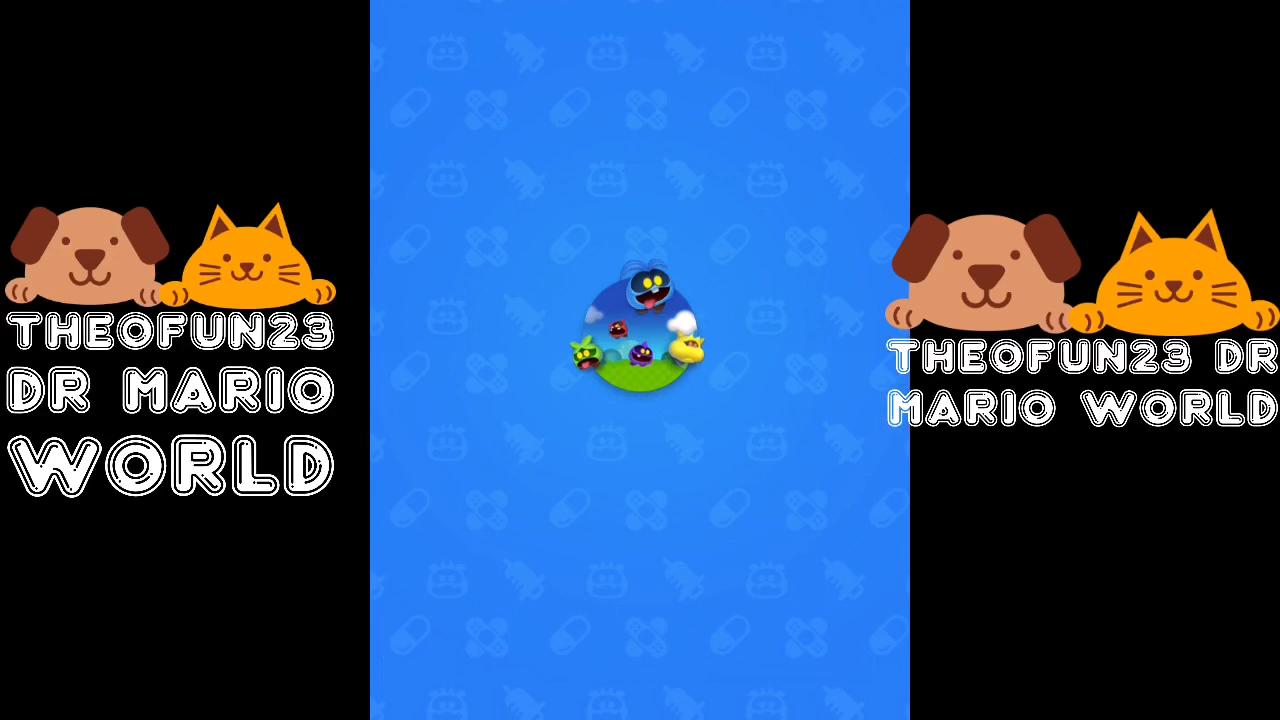 THEOFUN23
DR MARIO
WORLD
THEOFUN23 DR
MARIO WORLD